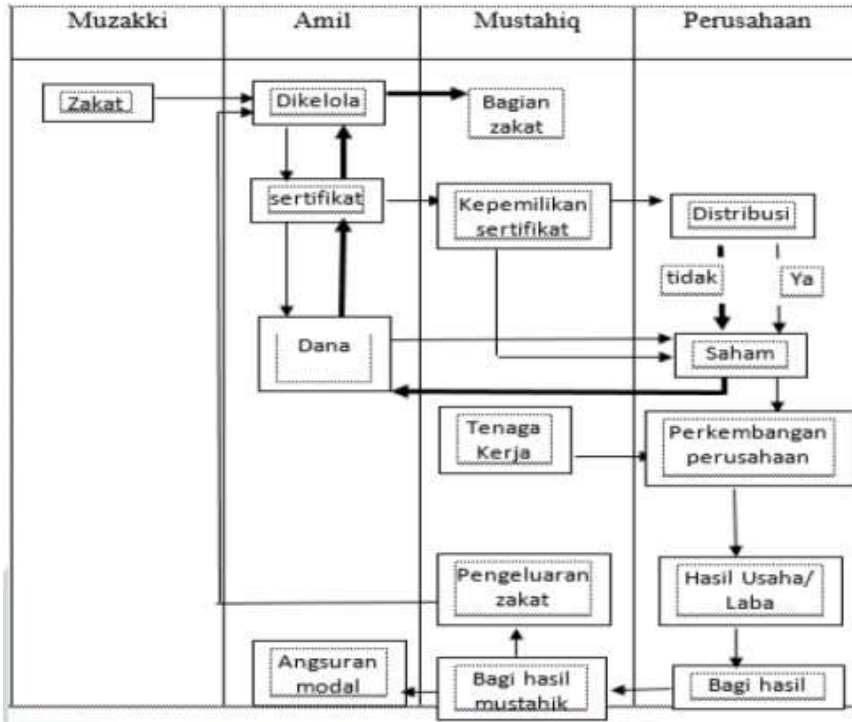 Muzakki
Amil
Mustahiq
Perusahaan
Zakat
Dikelola
Bagian
zakat
sertifikat
Kepemilikan
sertifikat
Distribusi
tidak
Ya
Dana
Saham
Tenaga
Kerja
Perkembangan
perusahaan
Pengeluaran
zakat
Hasil Usaha/
Laba
Angsuran
modal
Bagi hasil
mustahik
Bagi hasil